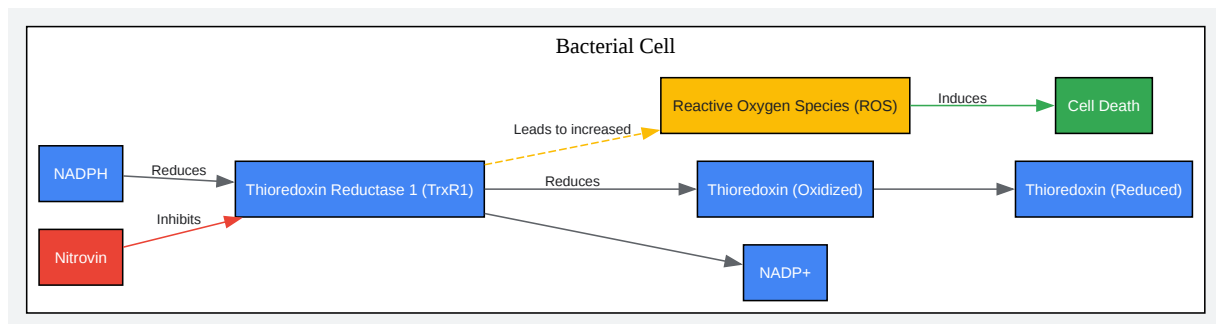 Bacterial Cell
Reactive Oxygen Species (ROS)
Induces
Cell Death
Leads to increased
NADPH
Reduces
Thioredoxin Reductase 1 (TrxR1)
Reduces
Thioredoxin (Oxidized)
Thioredoxin (Reduced)
Inhibits
Nitrovin
NADP+